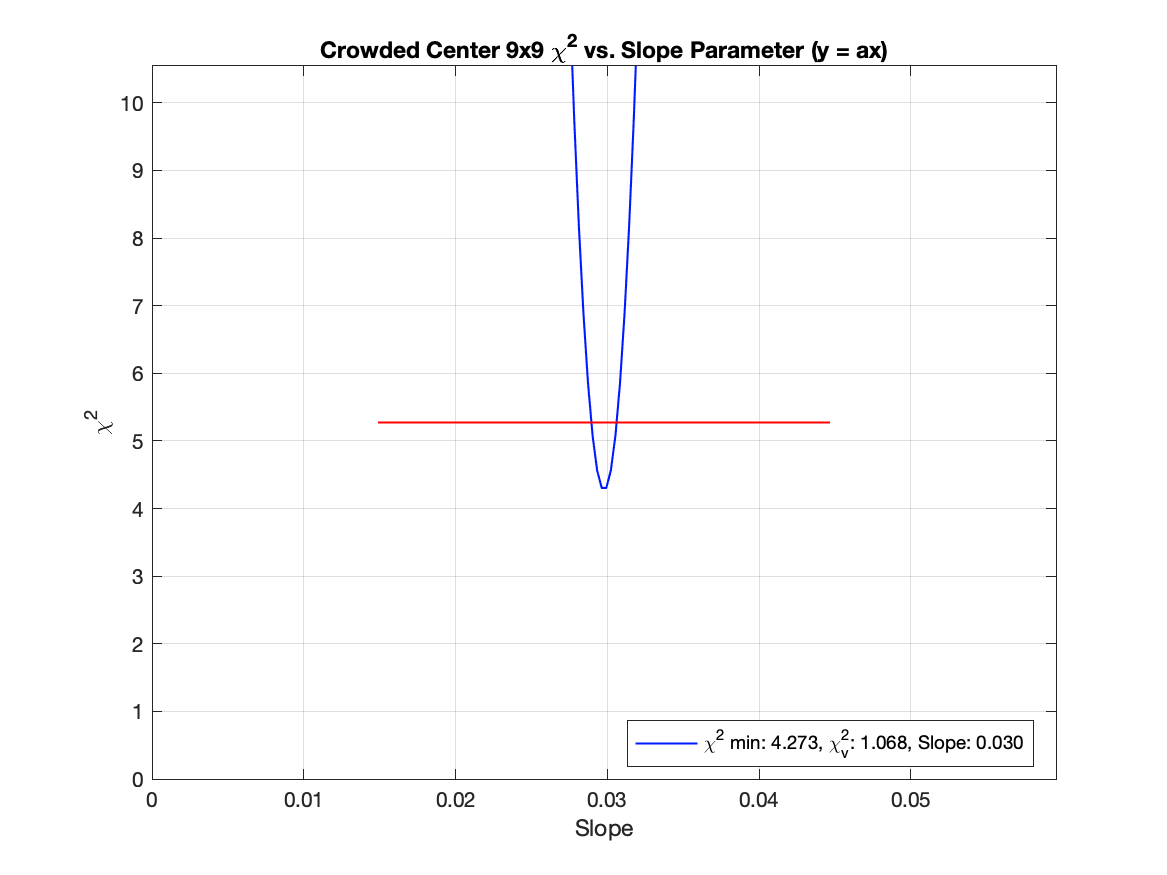 Crowded Center 9x9 χ² vs. Slope Parameter (y = ax)
10
9
8
7
6
5
4
3
2
1
0
χ²
0 0.01 0.02 0.03 0.04 0.05
Slope
χ² min: 4.273, χ²ᵥ: 1.068, Slope: 0.030